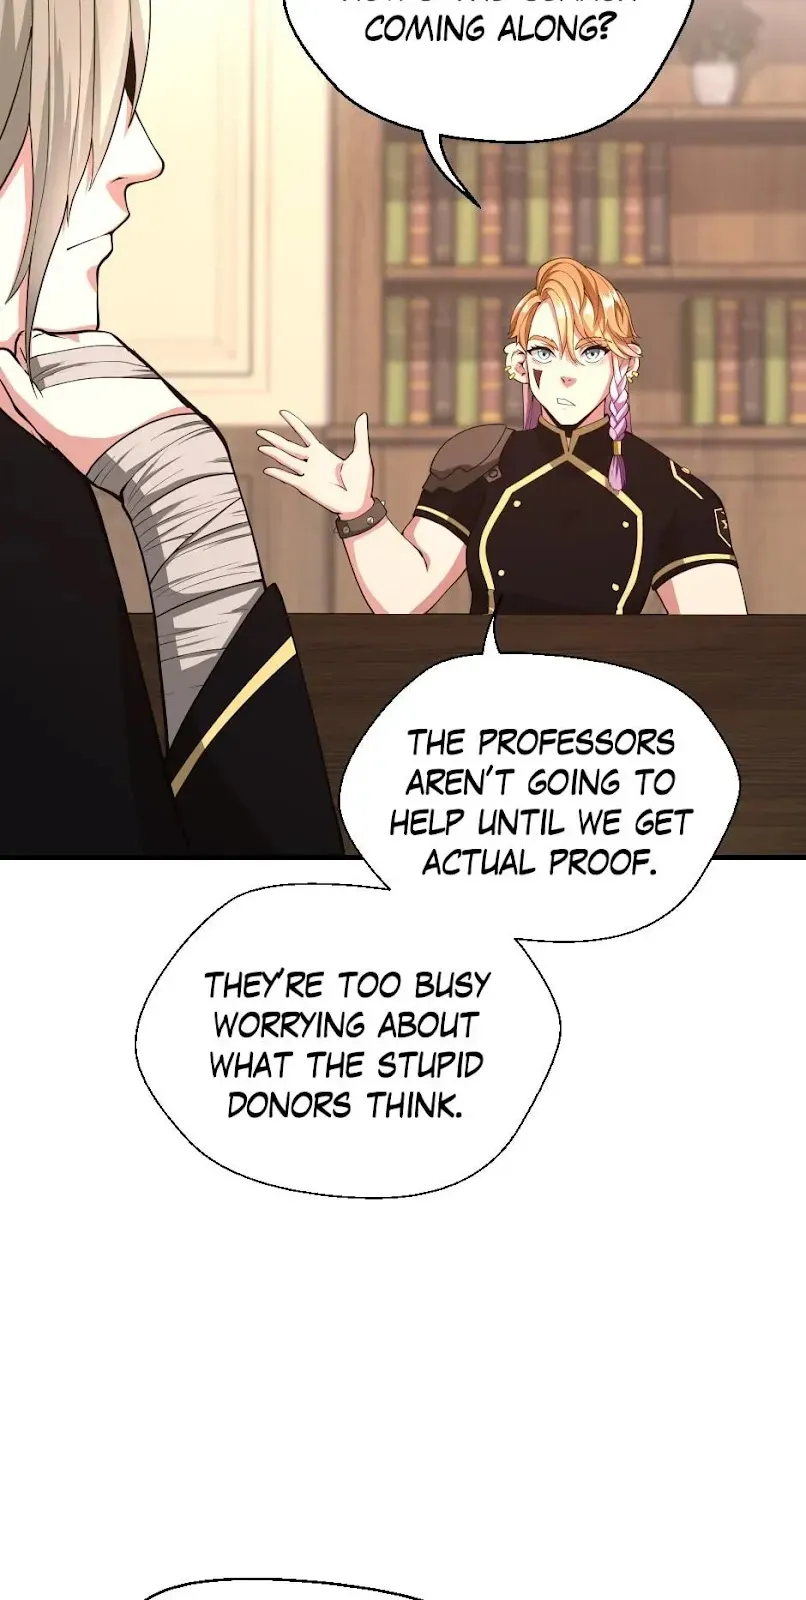 COMING ALONG?
THE PROFESSORS
AREN'T GOING TO
HELP UNTIL WE GET
ACTUAL PROOF.
THEY'RE TOO BUSY
WORRYING ABOUT
WHAT THE STUPID
DONORS THINK.